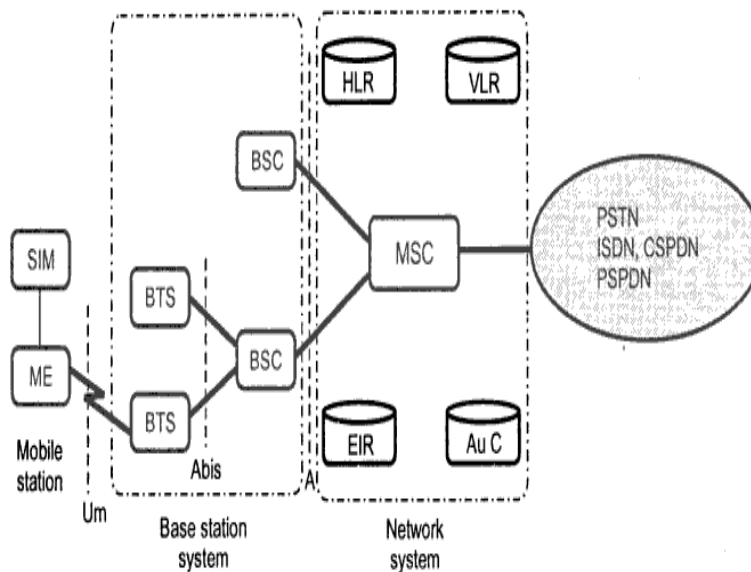 HLR
VLR
BSC
PSTN
ISDN, CSPDN
PSPDN
MSC
SIM
BTS
BSC
ME
BTS
EIR
Au C
Mobile
station
Abis
A
Um
Base station
system
Network
system